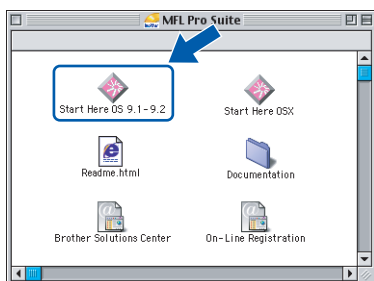 MFL Pro Suite
Start Here OS 9.1-9.2
Start Here OSX
Readme.html
Documentation
Brother Solutions Center
On-Line Registration